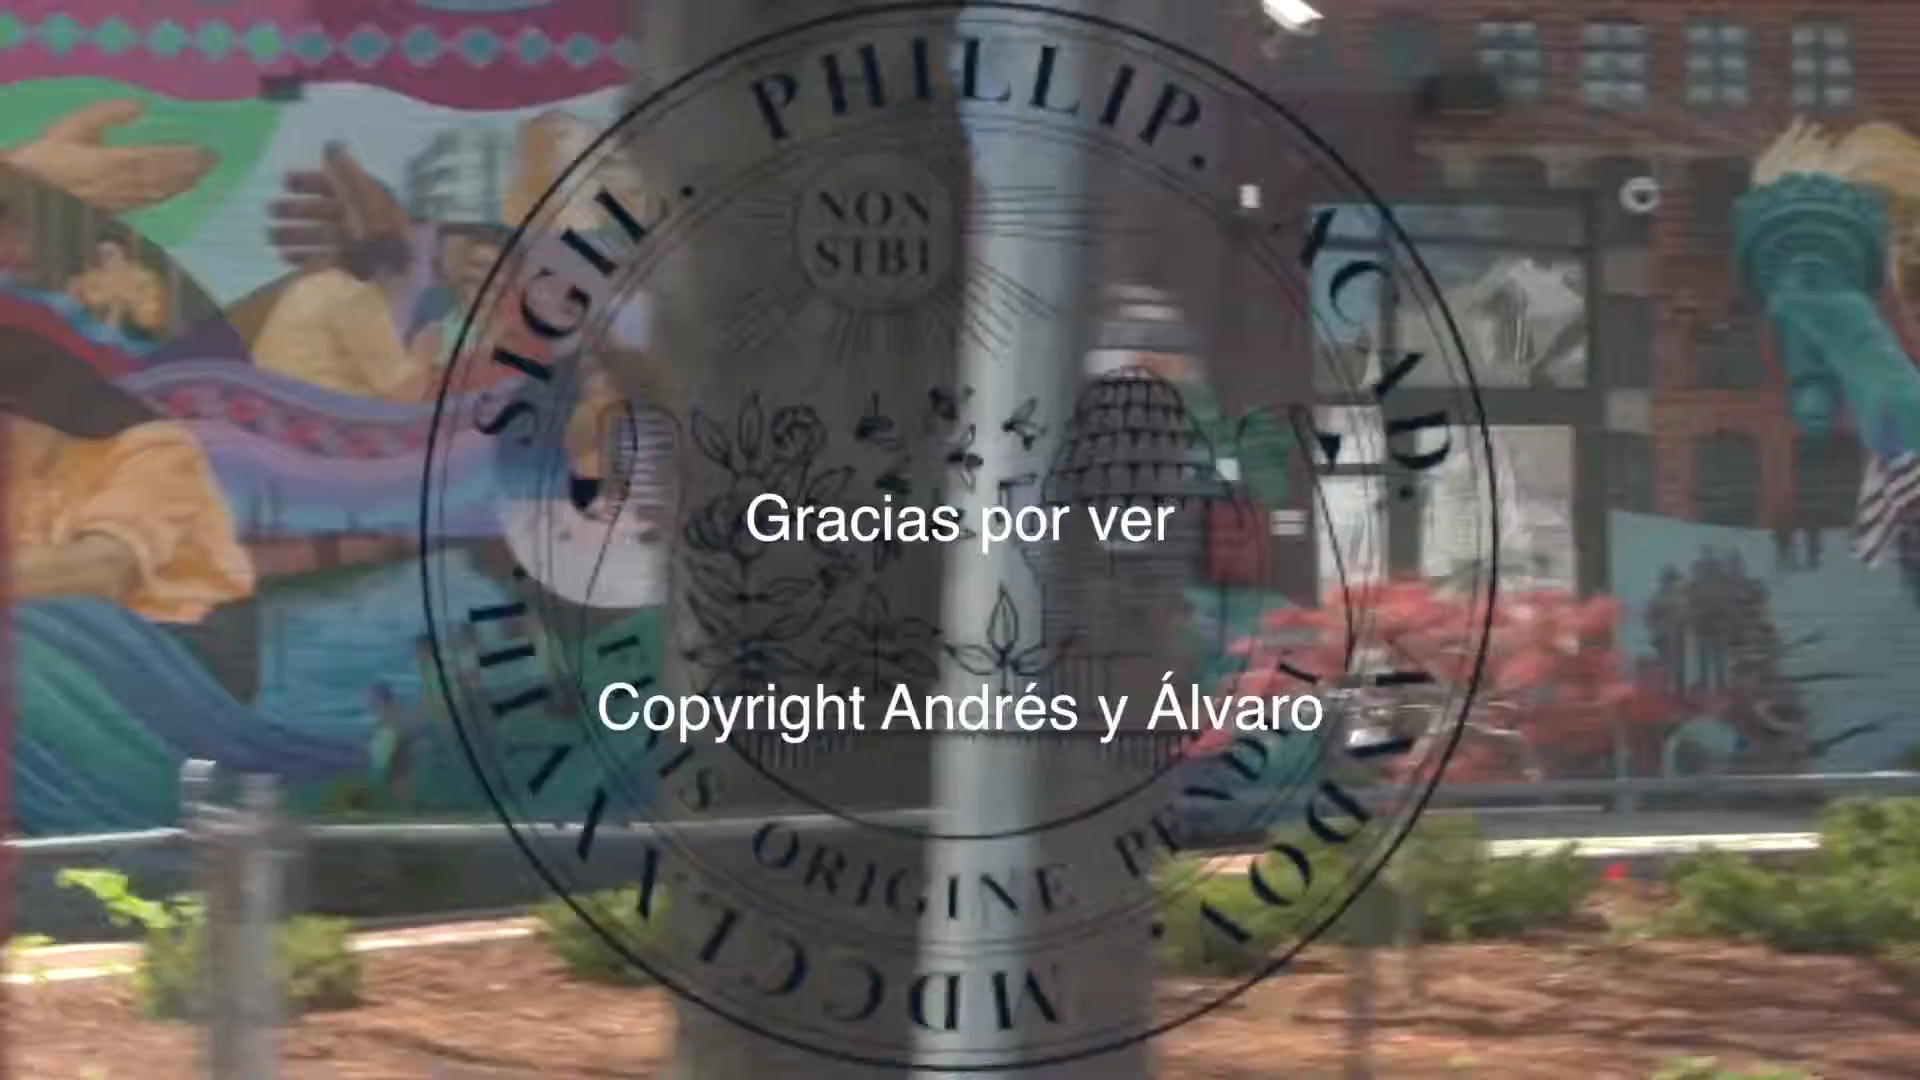 SIGIL. PHILLIP. ACAD. ANDOV. MDCCLXXVIII.
NON
SIBI
FINIS ORIGINE PENDET
Gracias por ver
Copyright Andrés y Álvaro